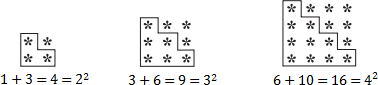 1 + 3 = 4 = 2²
3 + 6 = 9 = 3²
6 + 10 = 16 = 4²